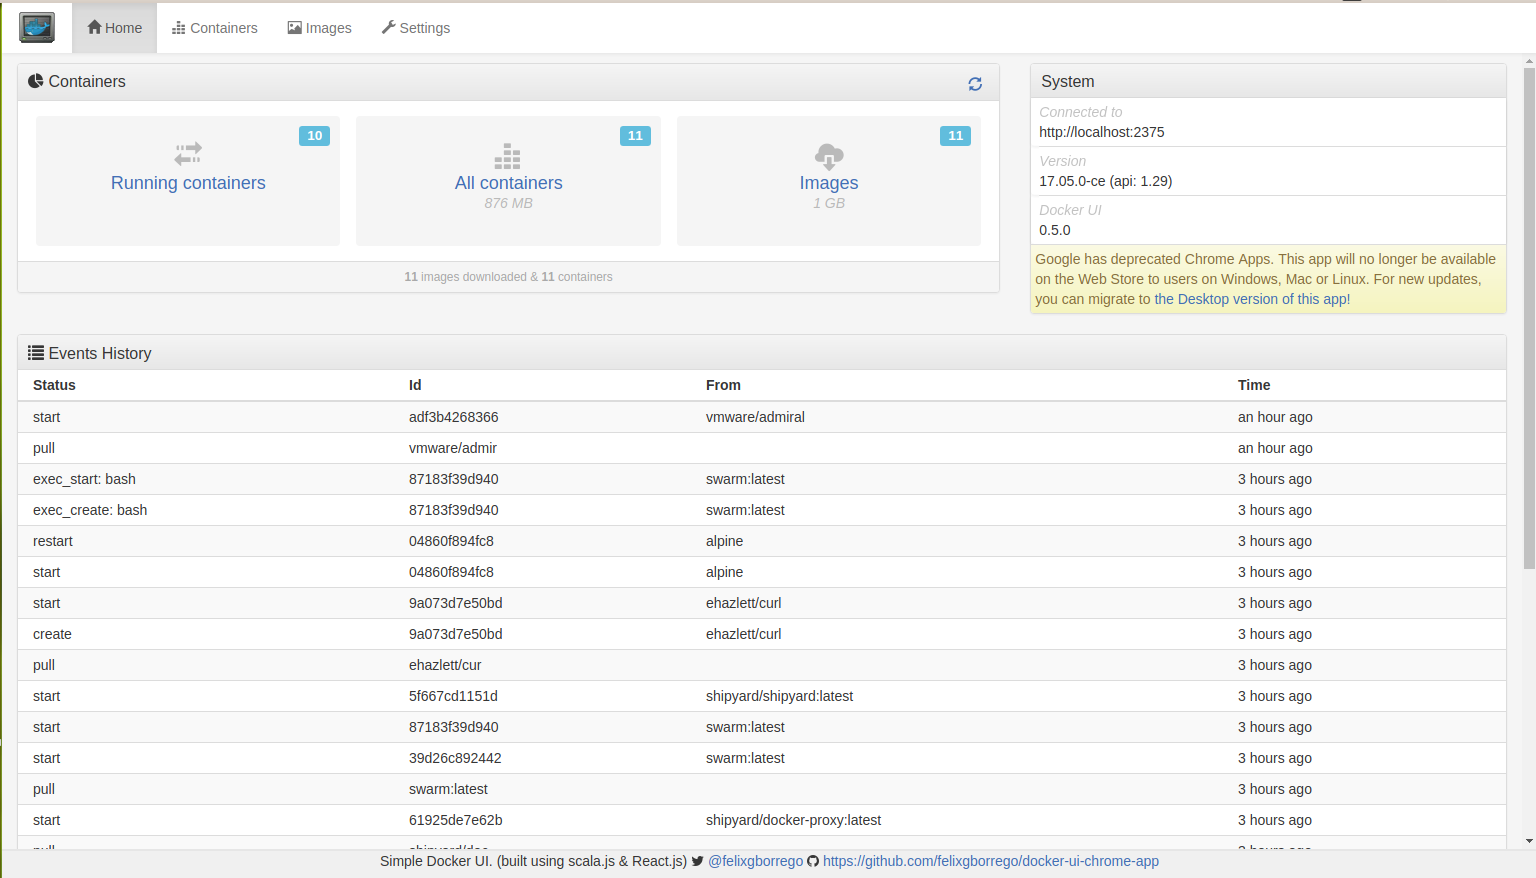 Home Containers Images Settings
Containers
10
Running containers
11
All containers
876 MB
11
Images
1 GB
11 images downloaded & 11 containers
System
Connected to
http://localhost:2375
Version
17.05.0-ce (api: 1.29)
Docker UI
0.5.0
Google has deprecated Chrome Apps. This app will no longer be available
on the Web Store to users on Windows, Mac or Linux. For new updates,
you can migrate to the Desktop version of this app!
Events History
Status Id From Time
start adf3b4268366 vmware/admiral an hour ago
pull vmware/admir an hour ago
exec_start: bash 87183f39d940 swarm:latest 3 hours ago
exec_create: bash 87183f39d940 swarm:latest 3 hours ago
restart 04860f894fc8 alpine 3 hours ago
start 04860f894fc8 alpine 3 hours ago
start 9a073d7e50bd ehazlett/curl 3 hours ago
create 9a073d7e50bd ehazlett/curl 3 hours ago
pull ehazlett/cur 3 hours ago
start 5f667cd1151d shipyard/shipyard:latest 3 hours ago
start 87183f39d940 swarm:latest 3 hours ago
start 39d26c892442 swarm:latest 3 hours ago
pull swarm:latest 3 hours ago
start 61925de7e62b shipyard/docker-proxy:latest 3 hours ago
Simple Docker UI. (built using scala.js & React.js) @felixgborrego https://github.com/felixgborrego/docker-ui-chrome-app